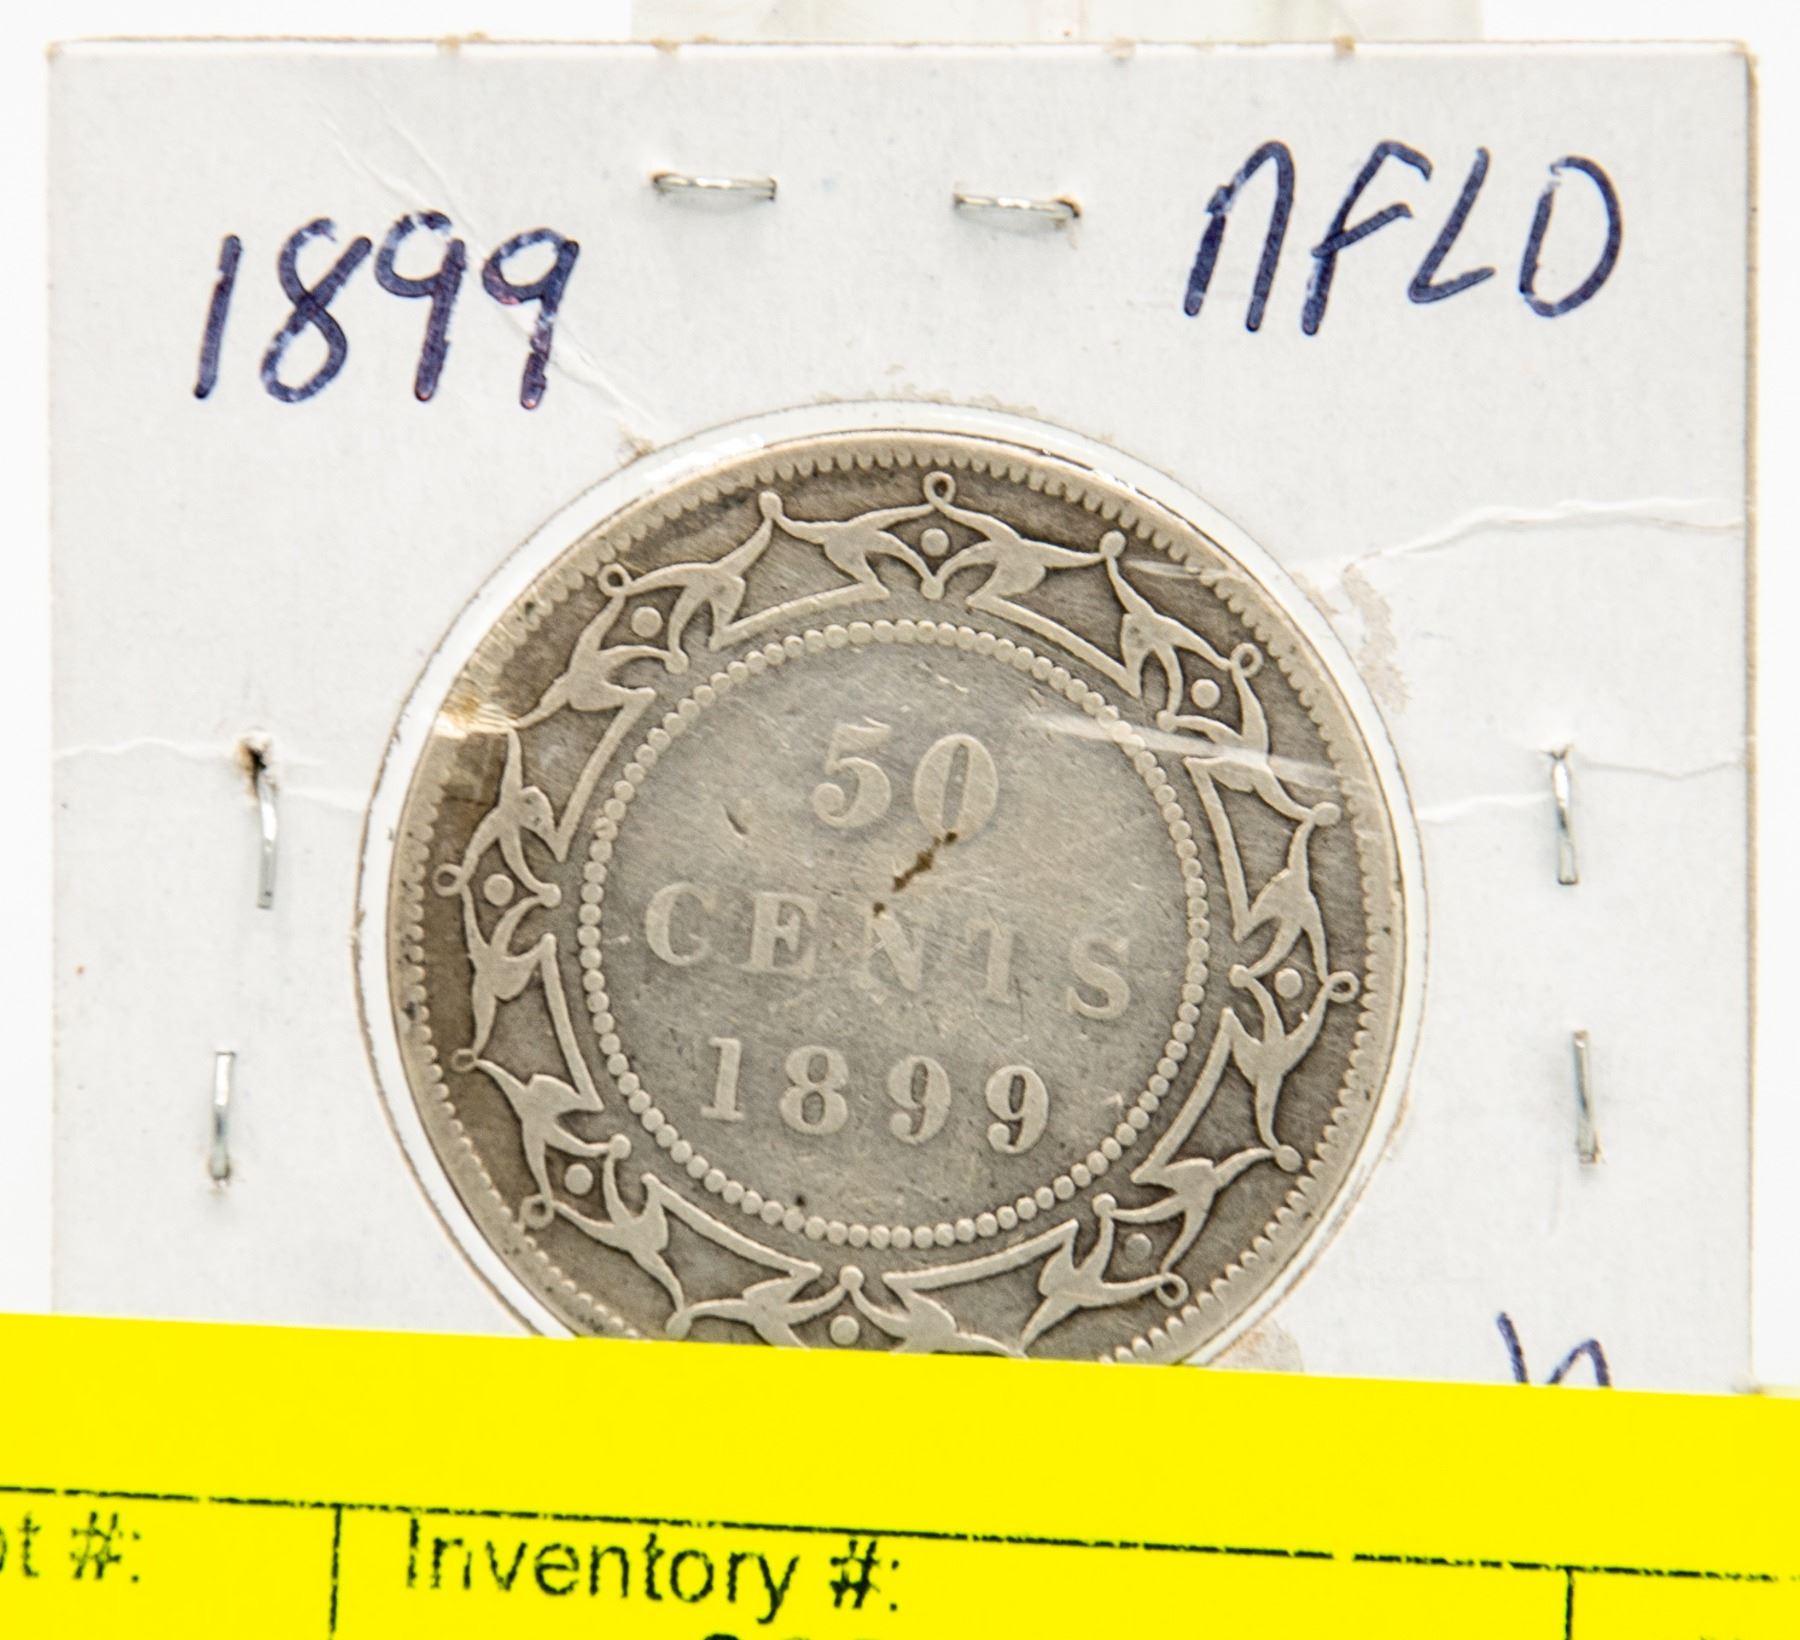 1899 NFLD
50
CENTS
1899
#: Inventory #: